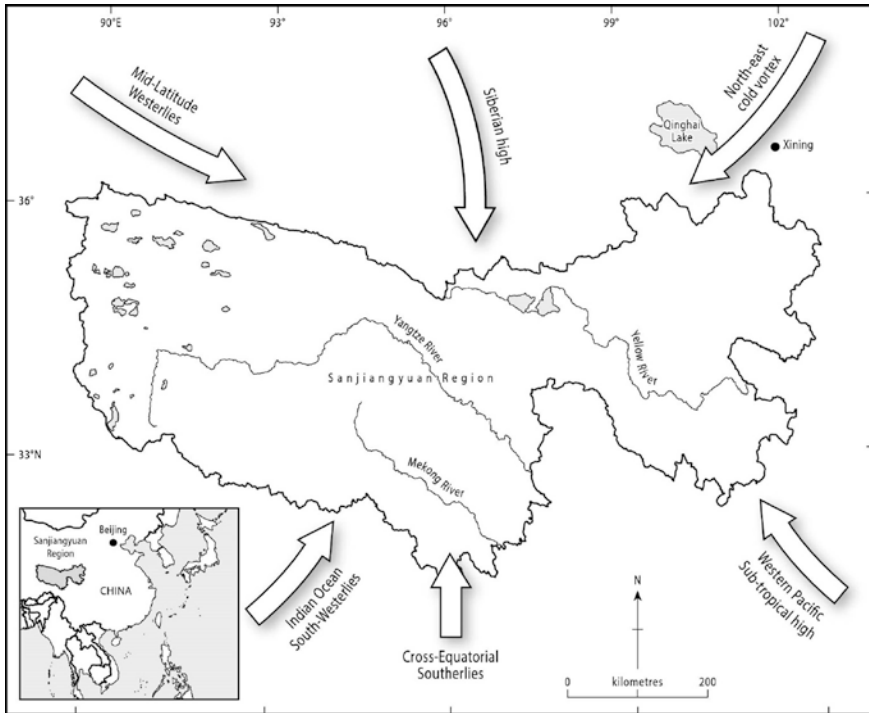 90°E
93°
96°
99°
102°
Mid-Latitude
Westerlies
Siberian high
North-east
cold vortex
Qinghai
Lake
Xining
36°
Yangtze River
Sanjiangyuan Region
Yellow River
33°N
Mekong River
Beijing
Sanjiangyuan
Region
CHINA
Indian Ocean
South-Westerlies
Cross-Equatorial
Southerlies
Western Pacific
Sub-tropical high
N
0 kilometres 200